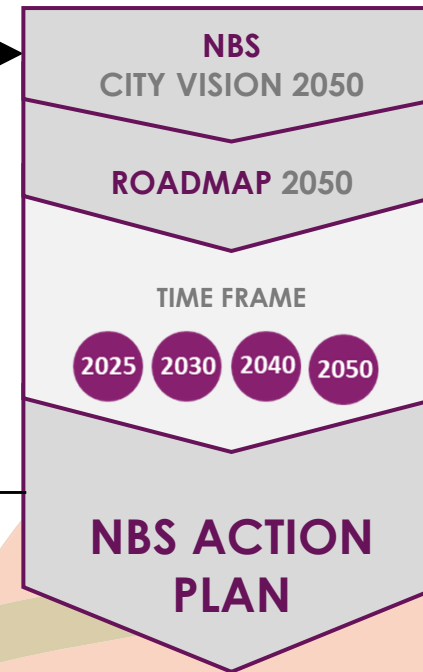 NBS
CITY VISION 2050
ROADMAP 2050
TIME FRAME
2025 2030 2040 2050
NBS ACTION
PLAN